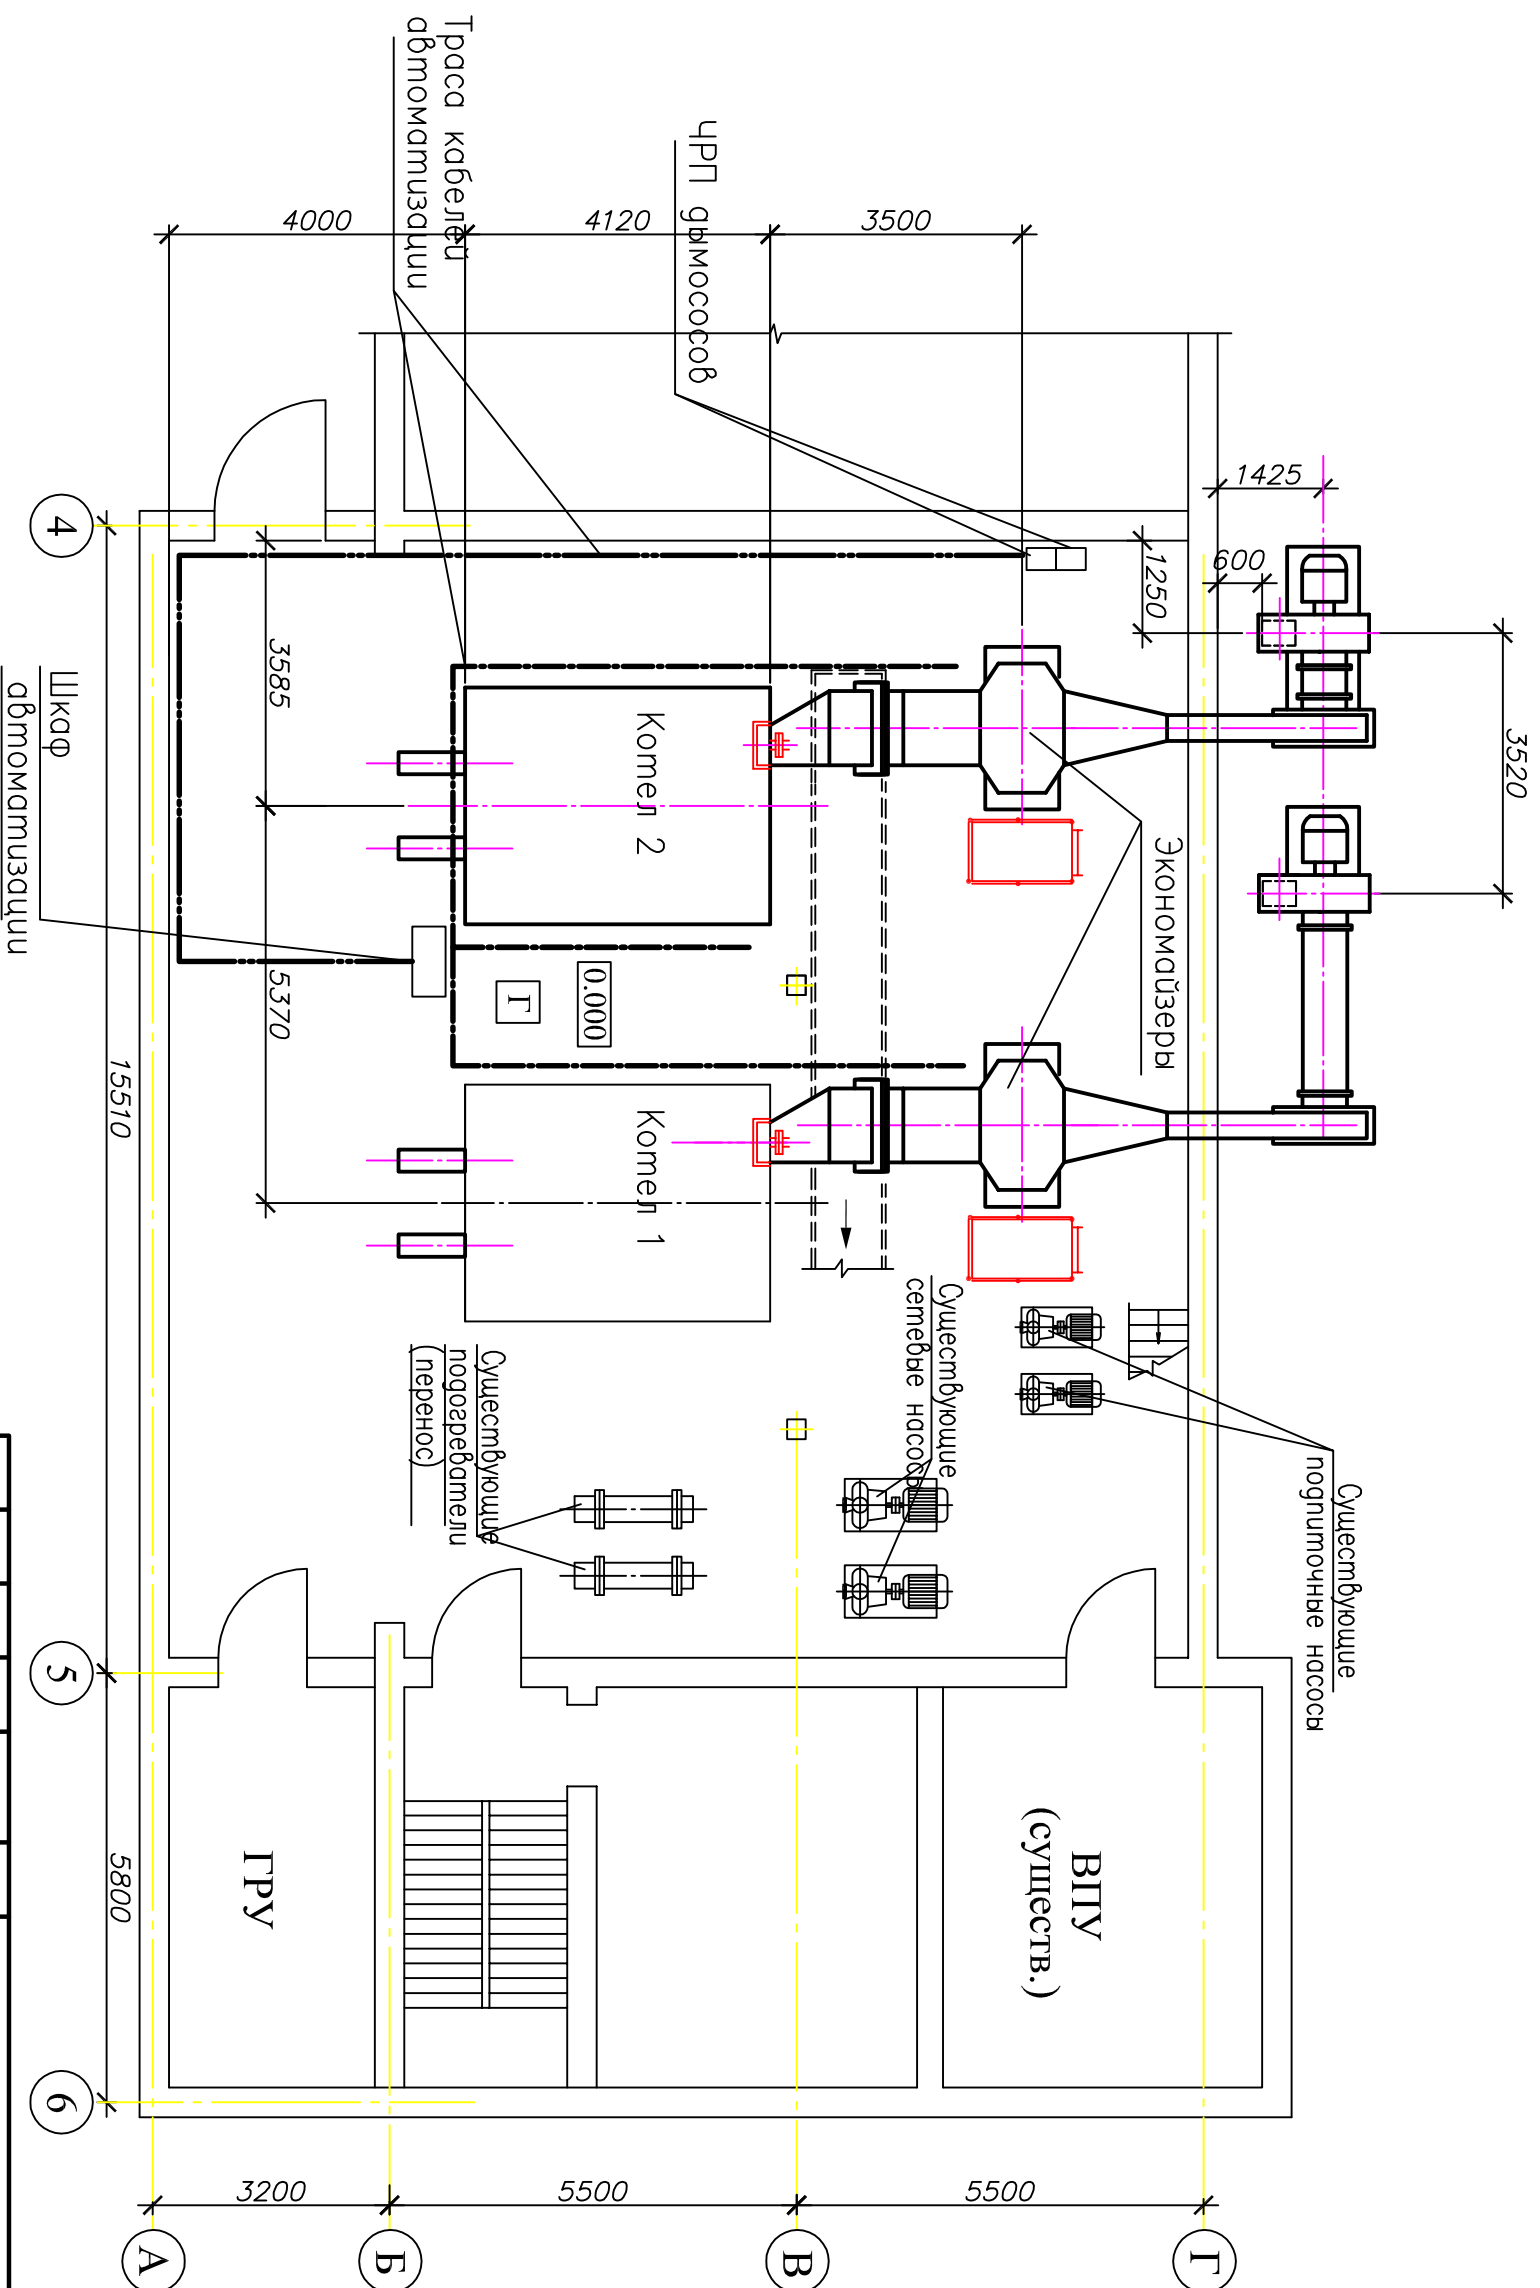 Траса кабелей
автоматизации
ЧРП дымососов
4000
4120
3500
1425
600
1250
3520
Экономайзеры
3585
5370
15510
5800
Шкаф
автоматизации
Котел 2
Котел 1
0.000
Г
Существующие
подпиточные насосы
Существующие
сетевые насосы
Существующие
подогреватели
(перенос)
ГРУ
ВПУ
(существ.)
3200
5500
5500
4
5
6
А
Б
В
Г